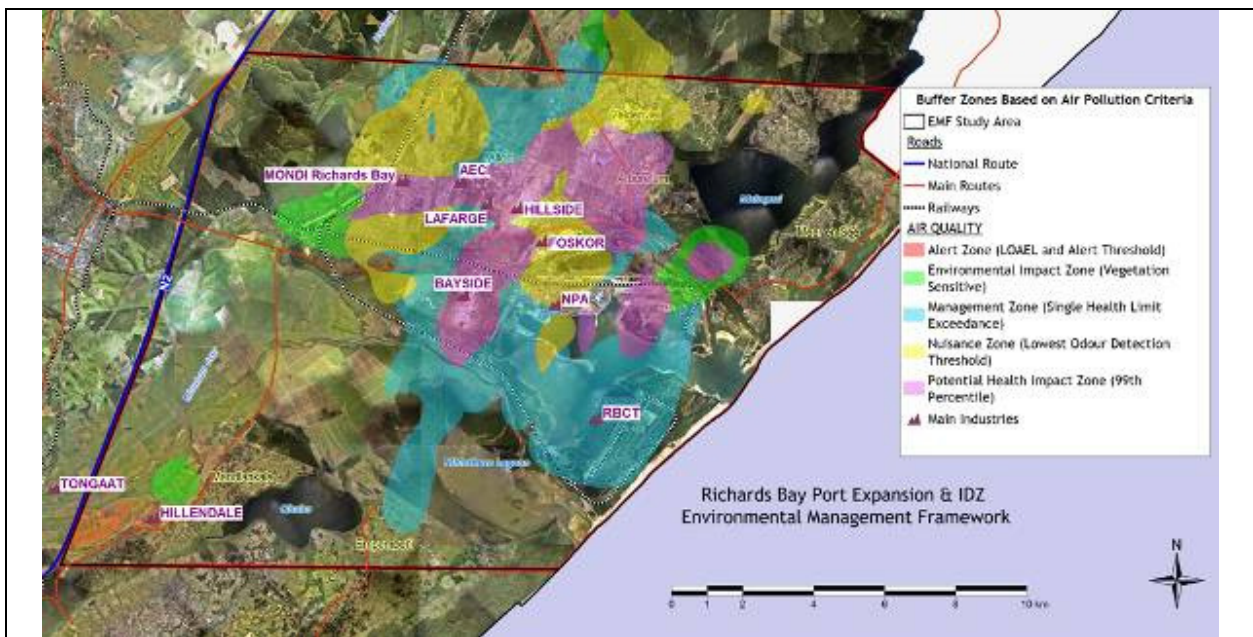 Buffer Zones Based on Air Pollution Criteria
EMF Study Area
Roads
National Route
Main Routes
Railways
AIR QUALITY
Alert Zone (LOAEL and Alert Threshold)
Environmental Impact Zone (Vegetation
Sensitive)
Management Zone (Single Health Limit
Exceedance)
Nuisance Zone (Lowest Odour Detection
Threshold)
Potential Health Impact Zone (99th
Percentile)
Main Industries
MONDI Richards Bay
AEC
LAFARGE
HILLSIDE
FOSKOR
BAYSIDE
NPA
RBCT
N2
TONGAAT
HILLENDALE
Arboretum
Richards Bay Port Expansion & IDZ
Environmental Management Framework
N
0 1 2 4 6 8 10 km